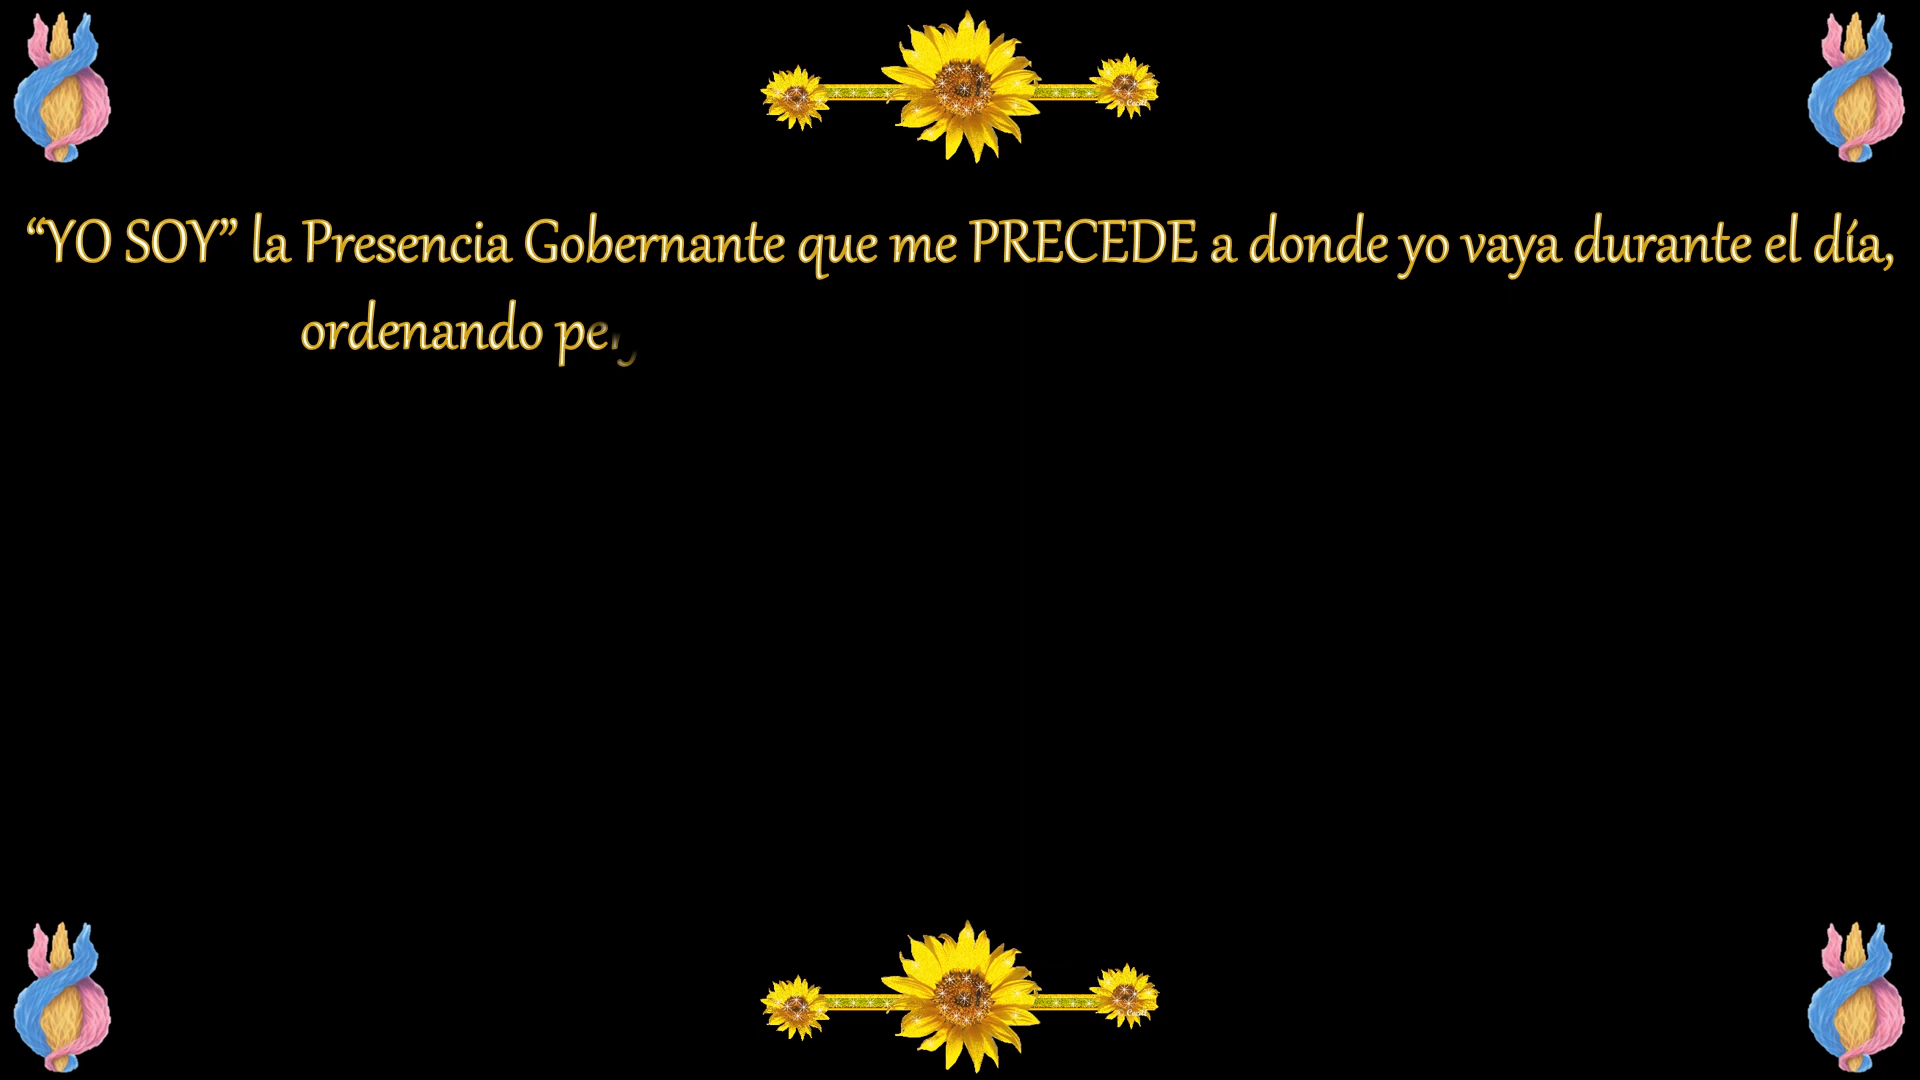 “YO SOY” la Presencia Gobernante que me PRECEDE a donde yo vaya durante el día,
ordenando